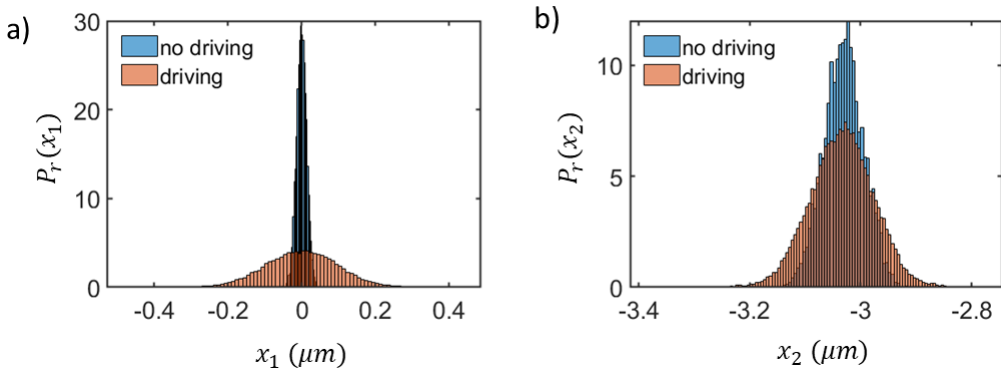 a)
30
20
10
0
P_r(x_1)
no driving
driving
-0.4 -0.2 0 0.2 0.4
x_1 (μm)
b)
10
5
0
P_r(x_2)
no driving
driving
-3.4 -3.2 -3 -2.8
x_2 (μm)